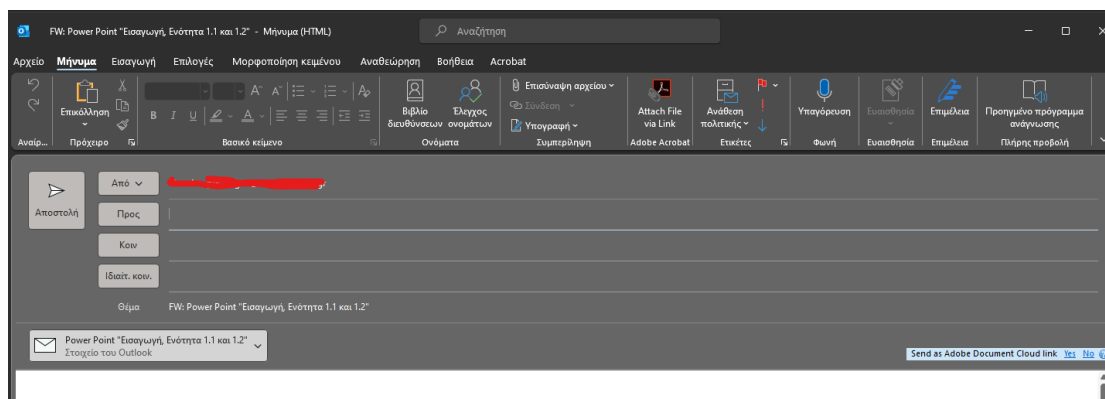 FW: Power Point "Εισαγωγή, Ενότητα 1.1 και 1.2" - Μήνυμα (HTML)
Αναζήτηση
Αρχείο Μήνυμα Εισαγωγή Επιλογές Μορφοποίηση κειμένου Αναθεώρηση Βοήθεια Acrobat
Επικόλληση
Βιβλίο διευθύνσεων
Έλεγχος ονομάτων
Επισύναψη αρχείου
Σύνδεση
Υπογραφή
Attach File via Link
Ανάθεση πολιτικής
Υπαγόρευση
Ευαισθησία
Επιμέλεια
Προηγμένο πρόγραμμα ανάγνωσης
Αναίρ... Πρόχειρο Βασικό κείμενο Ονόματα Συμπερίληψη Adobe Acrobat Ετικέτες Φωνή Ευαισθησία Επιμέλεια Πλήρης προβολή
Αποστολή
Από
Προς
Κοιν
Ιδιαίτ. κοιν.
Θέμα FW: Power Point "Εισαγωγή, Ενότητα 1.1 και 1.2"
Power Point "Εισαγωγή, Ενότητα 1.1 και 1.2"
Στοιχείο του Outlook
Send as Adobe Document Cloud link Yes No